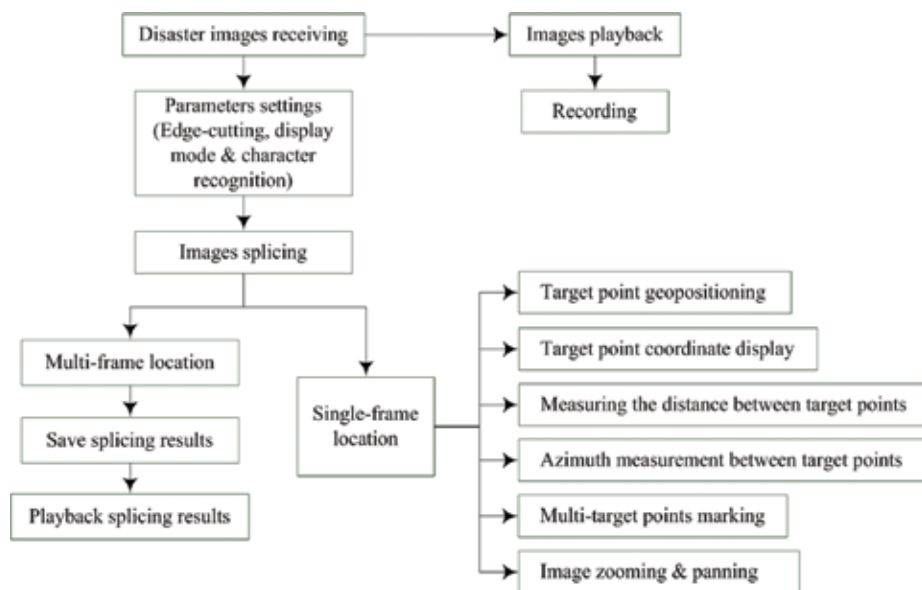 Disaster images receiving
Images playback
Recording
Parameters settings
(Edge-cutting, display
mode & character
recognition)
Images splicing
Multi-frame location
Save splicing results
Playback splicing results
Single-frame
location
Target point geopositioning
Target point coordinate display
Measuring the distance between target points
Azimuth measurement between target points
Multi-target points marking
Image zooming & panning